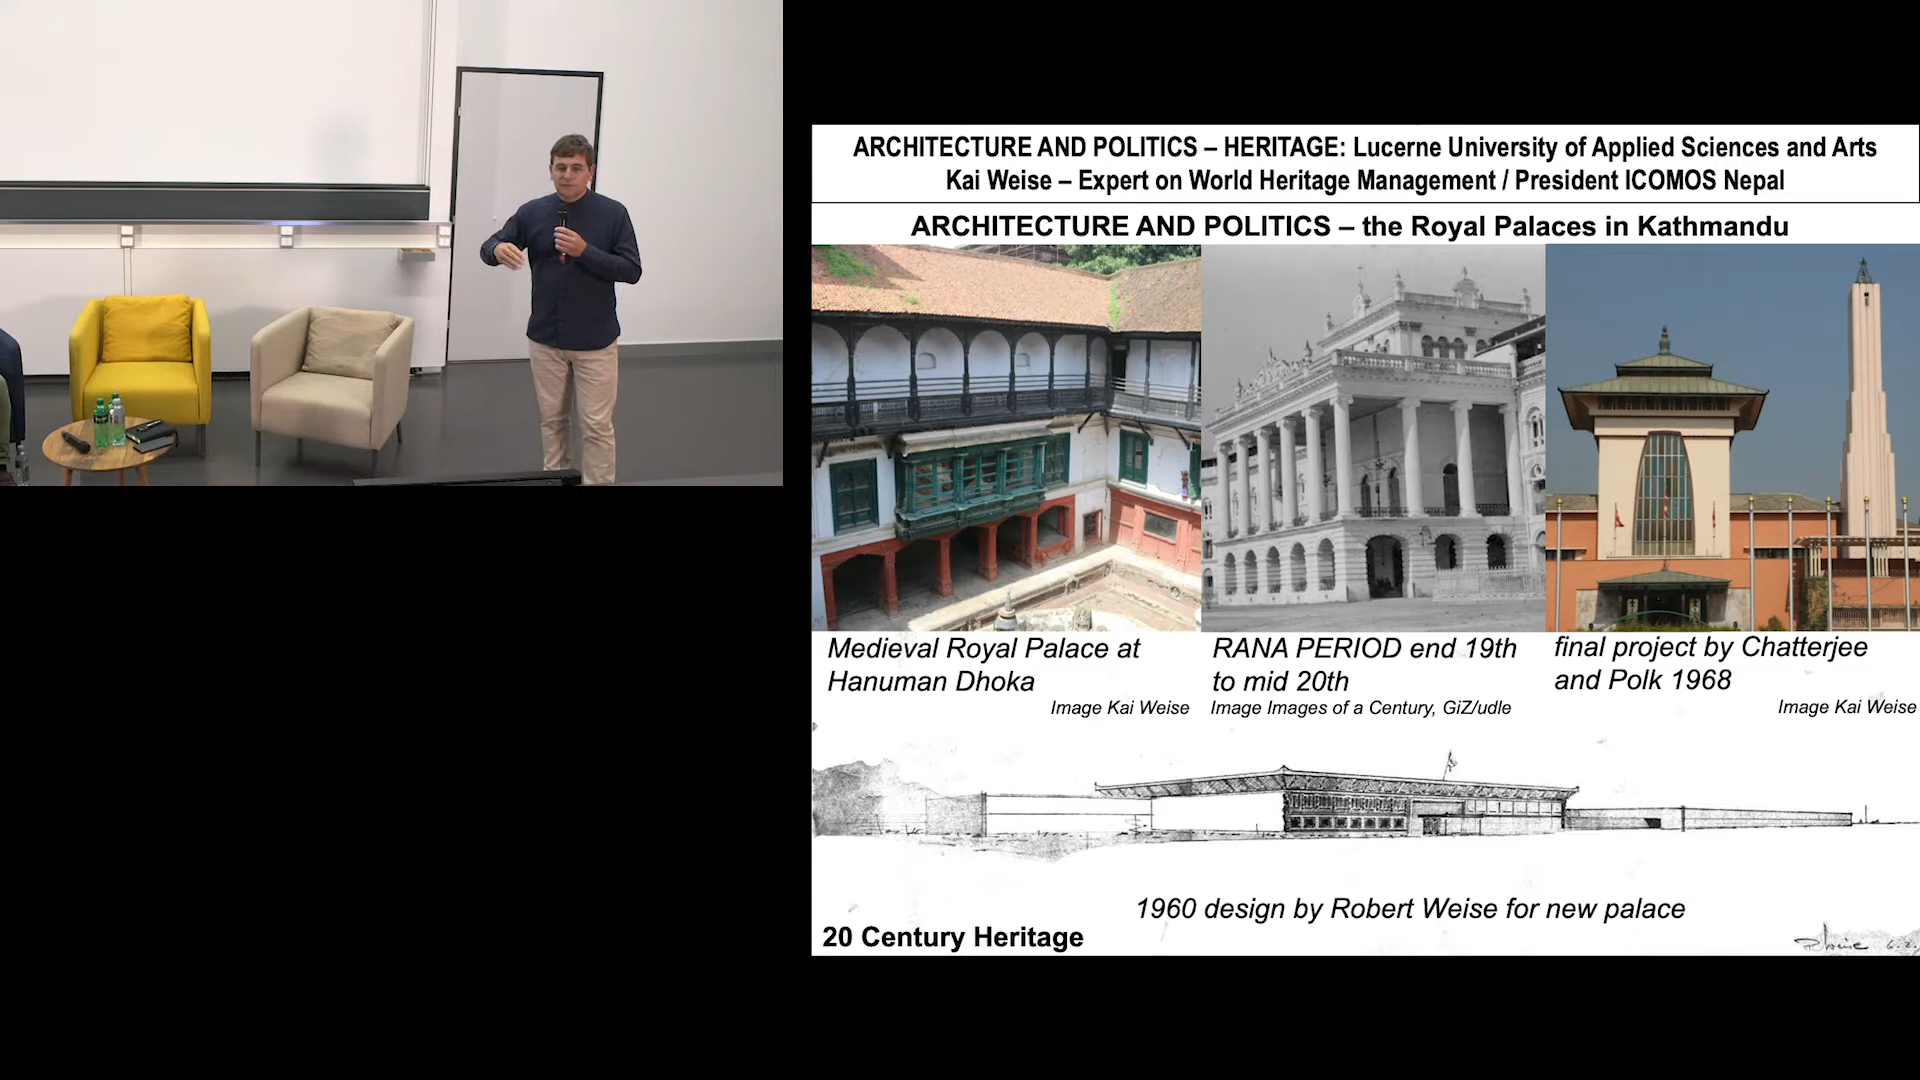 ARCHITECTURE AND POLITICS – HERITAGE: Lucerne University of Applied Sciences and Arts
Kai Weise – Expert on World Heritage Management / President ICOMOS Nepal
ARCHITECTURE AND POLITICS – the Royal Palaces in Kathmandu
Medieval Royal Palace at
Hanuman Dhoka
Image Kai Weise
RANA PERIOD end 19th
to mid 20th
Image Images of a Century, GiZ/udle
final project by Chatterjee
and Polk 1968
Image Kai Weise
1960 design by Robert Weise for new palace
20 Century Heritage